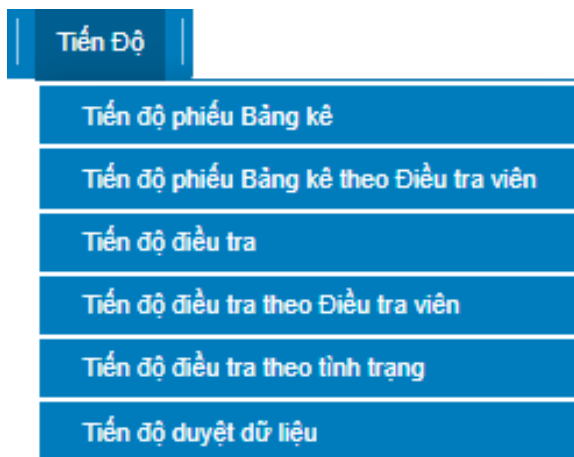 Tiến Độ
Tiến độ phiếu Bảng kê
Tiến độ phiếu Bảng kê theo Điều tra viên
Tiến độ điều tra
Tiến độ điều tra theo Điều tra viên
Tiến độ điều tra theo tình trạng
Tiến độ duyệt dữ liệu